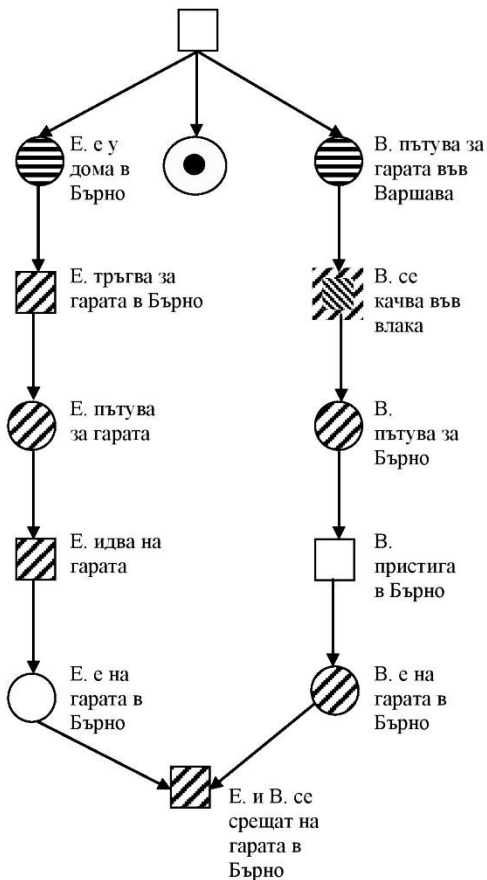 Е. е у
дома в
Бърно
В. пътува за
гарата във
Варшава
Е. тръгва за
гарата в Бърно
В. се
качва във
влака
Е. пътува
за гарата
В.
пътува за
Бърно
Е. идва на
гарата
В.
пристига
в Бърно
Е. е на
гарата в
Бърно
В. е на
гарата в
Бърно
Е. и В. се
срещат на
гарата в
Бърно